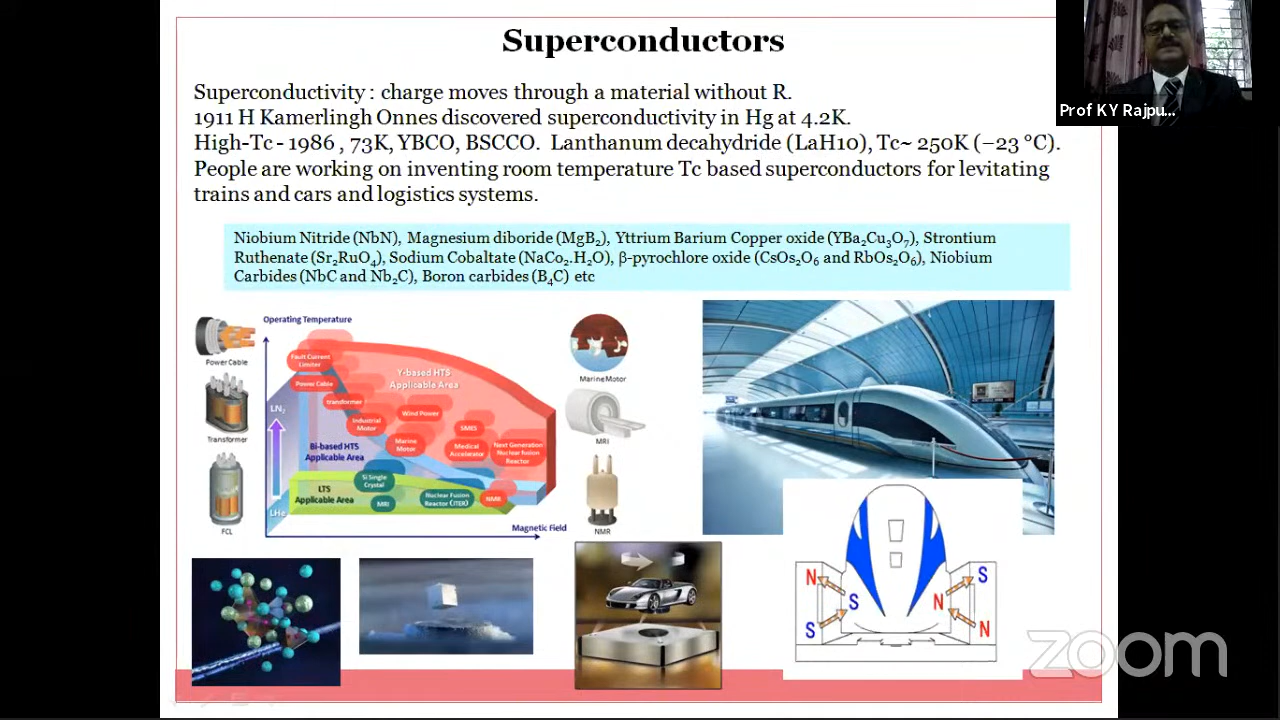 Superconductors
Prof KY Rajpu...
Superconductivity : charge moves through a material without R.
1911 H Kamerlingh Onnes discovered superconductivity in Hg at 4.2K.
High-Tc - 1986 , 73K, YBCO, BSCCO. Lanthanum decahydride (LaH10), Tc~ 250K (−23 °C).
People are working on inventing room temperature Tc based superconductors for levitating
trains and cars and logistics systems.
Niobium Nitride (NbN), Magnesium diboride (MgB₂), Yttrium Barium Copper oxide (YBa₂Cu₃O₇), Strontium
Ruthenate (Sr₂RuO₄), Sodium Cobaltate (NaCo₂.H₂O), β-pyrochlore oxide (CsOs₂O₆ and RbOs₂O₆), Niobium
Carbides (NbC and Nb₂C), Boron carbides (B₄C) etc
Operating Temperature
Power Cable
Transformer
FCL
LN₂
LHe
Fault Current
Limiter
Power Cable
transformer
Industrial
Motor
Y-based HTS
Applicable Area
Wind Power
Marine
Motor
SMES
Medical
Accelerator
Next Generation
Nuclear fusion
Reactor
Bi-based HTS
Applicable Area
LTS
Applicable Area
Si Single
Crystal
MRI
Nuclear Fusion
Reactor (ITER)
NMR
Magnetic Field
Marine Motor
MRI
NMR
N
S
S
S
N
N
zoom